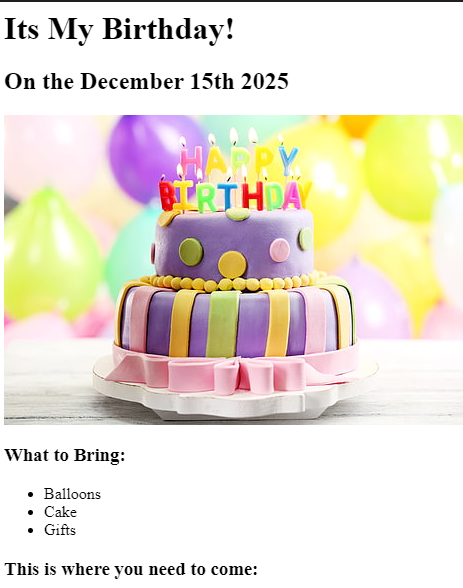 Its My Birthday!
On the December 15th 2025
HAPPY
BIRTHDAY
What to Bring:
Balloons
Cake
Gifts
This is where you need to come: